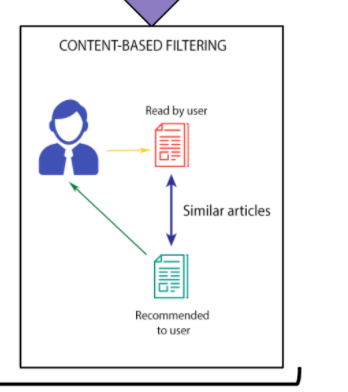 CONTENT-BASED FILTERING
Read by user
Similar articles
Recommended
to user